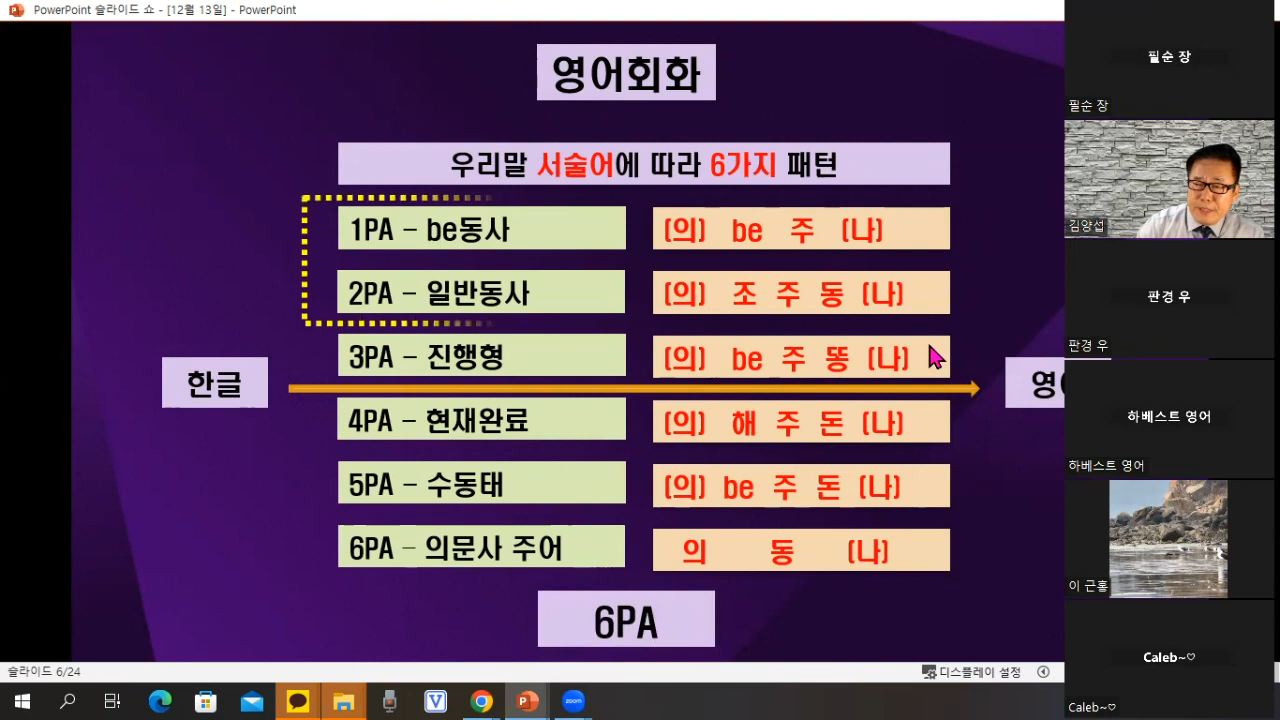 PowerPoint 슬라이드 쇼 - [12월 13일] - PowerPoint
영어회화
우리말 서술어에 따라 6가지 패턴
1PA - be동사
(의) be 주 (나)
2PA - 일반동사
(의) 조 주 동 (나)
3PA - 진행형
(의) be 주 똥 (나)
한글
4PA - 현재완료
(의) 해 주 돈 (나)
5PA - 수동태
(의) be 주 돈 (나)
6PA - 의문사 주어
의 동 (나)
6PA
슬라이드 6/24
디스플레이 설정
필순 장
필순 장
김양섭
판경 우
판경 우
하베스트 영어
하베스트 영어
이 근홍
Caleb~♡
Caleb~♡
zoom